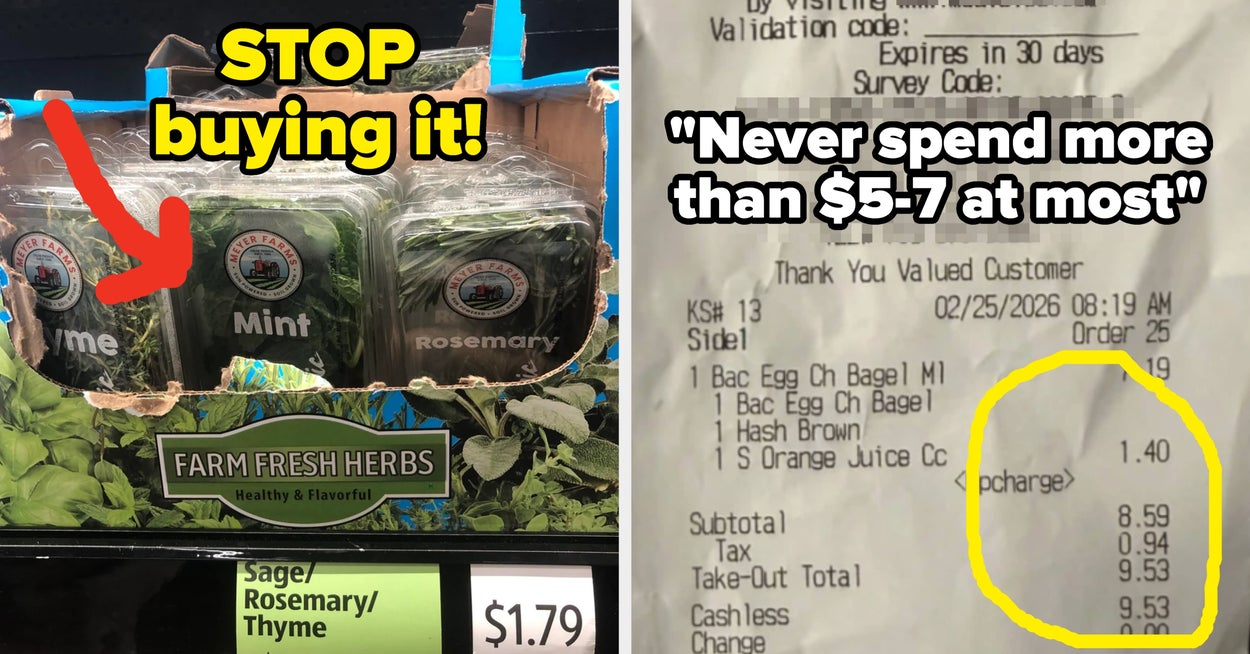 STOP
buying it!
MEYER FARMS
MEYER FARMS
MEYER FARMS
Mint
Rosemary
FARM FRESH HERBS
Healthy & Flavorful
Sage/
Rosemary/
Thyme
$1.79
Validation code:
Expires in 30 days
Survey Code:
"Never spend more
than $5-7 at most"
Thank You Valued Customer
KS# 13 02/25/2026 08:19 AM
Side1 Order 25
1 Bac Egg Ch Bagel Ml
1 Bac Egg Ch Bagel
1 Hash Brown
1 S Orange Juice Cc 1.40
Subtotal 8.59
Tax 0.94
Take-Out Total 9.53
Cashless 9.53
Change 0.00